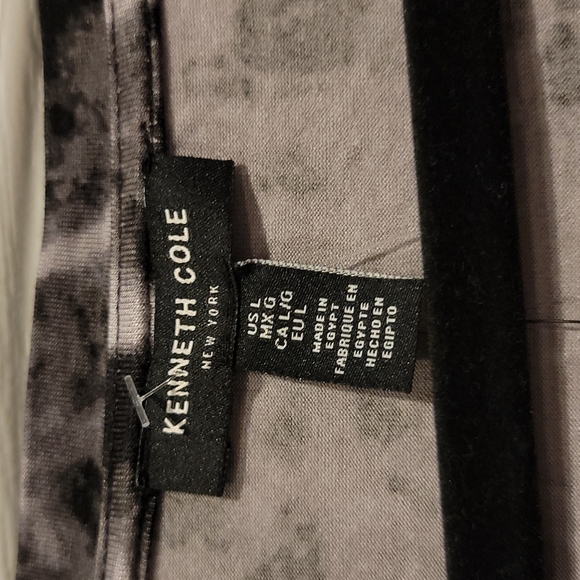 KENNETH COLE
NEW YORK
US L
MX G
CA L/G
EU L
MADE IN
EGYPT
FABRIQUE EN
EGYPTE
HECHO EN
EGIPTO